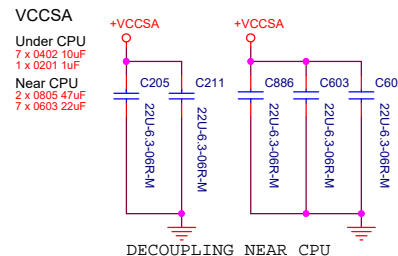 VCCSA
Under CPU
7 x 0402 10uF
1 x 0201 1uF
Near CPU
2 x 0805 47uF
7 x 0603 22uF
+VCCSA
+VCCSA
C205
C211
C886
C603
C60
22U-6.3-06R-M
22U-6.3-06R-M
22U-6.3-06R-M
22U-6.3-06R-M
22U-6.3-06R-M
DECOUPLING NEAR CPU